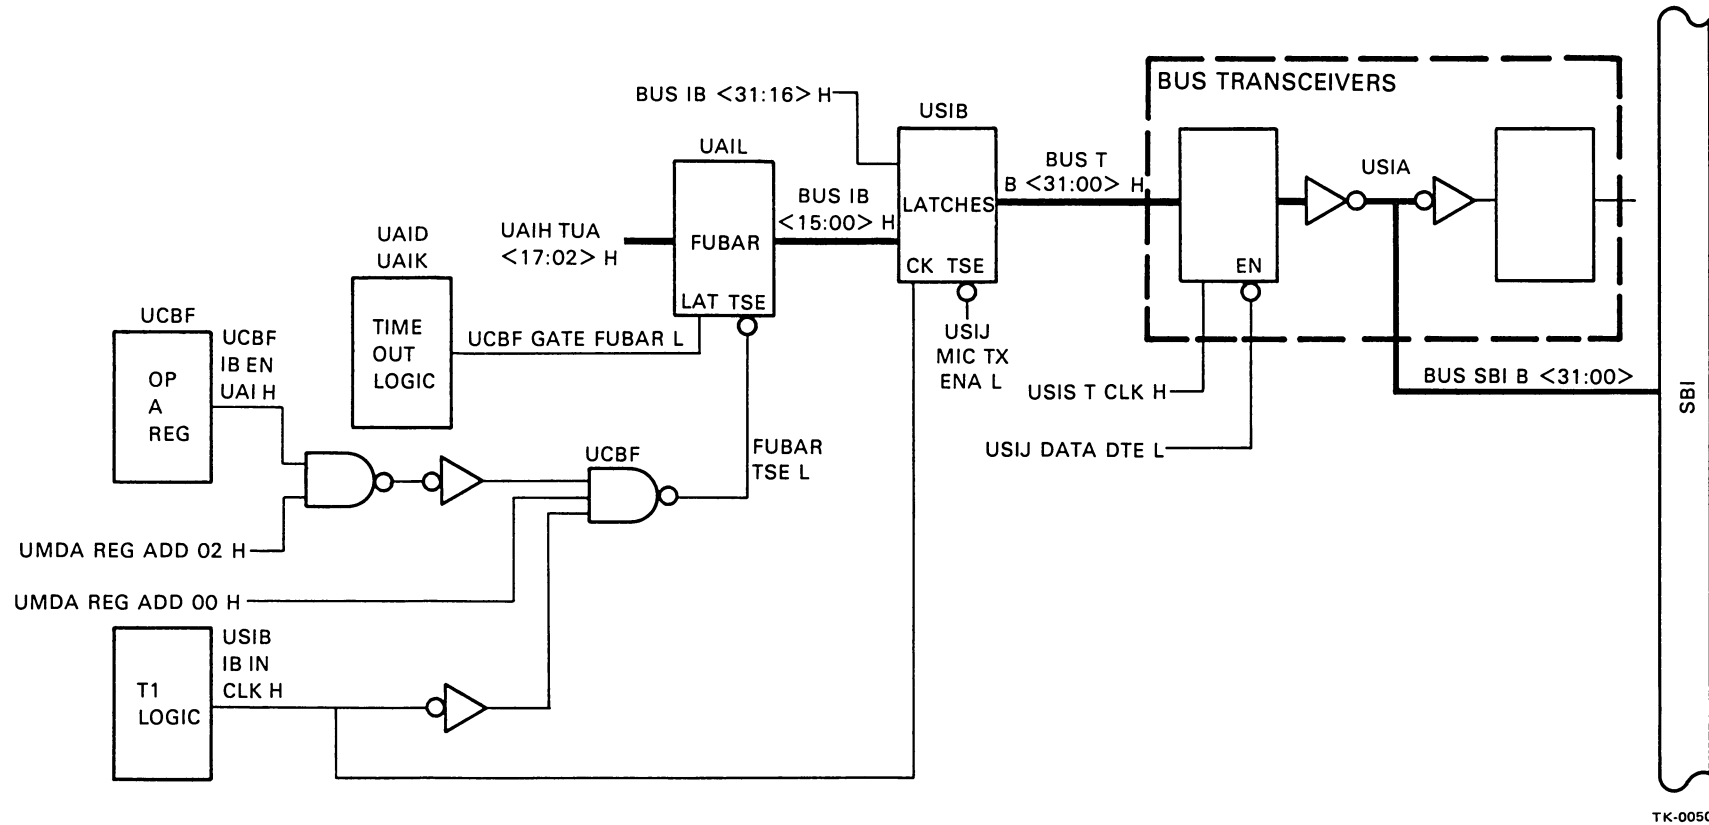 BUS TRANSCEIVERS
BUS IB <31:16> H
USIB
UAIL
BUS T
B <31:00> H
USIA
BUS IB
<15:00> H
LATCHES
UAIH TUA
<17:02> H
FUBAR
UAID
UAIK
CK TSE
EN
LAT TSE
UCBF
UCBF
IB EN
UAI H
TIME
OUT
LOGIC
UCBF GATE FUBAR L
USIJ
MIC TX
ENA L
BUS SBI B <31:00>
SBI
OP
A
REG
USIS T CLK H
FUBAR
TSE L
UCBF
USIJ DATA DTE L
UMDA REG ADD 02 H
UMDA REG ADD 00 H
USIB
IB IN
CLK H
T1
LOGIC
TK-0050